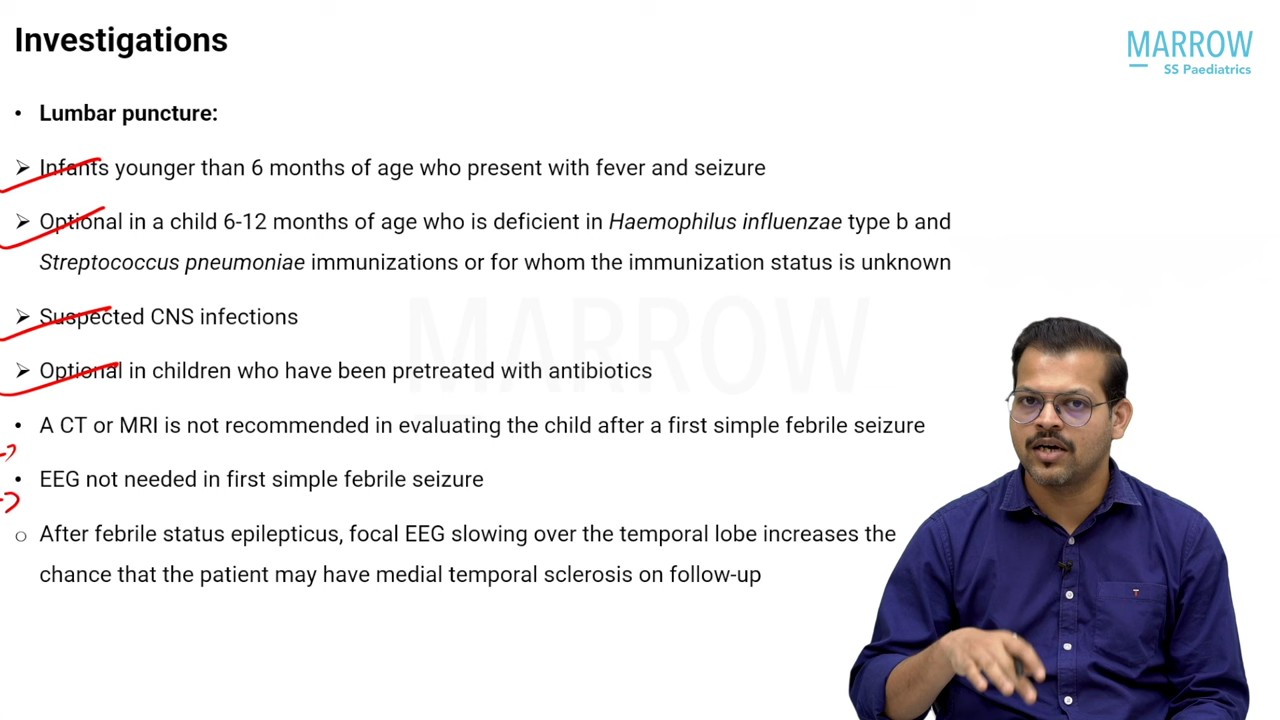 Investigations
MARROW
SS Paediatrics
• Lumbar puncture:
➢ Infants younger than 6 months of age who present with fever and seizure
➢ Optional in a child 6-12 months of age who is deficient in Haemophilus influenzae type b and
Streptococcus pneumoniae immunizations or for whom the immunization status is unknown
➢ Suspected CNS infections
MARROW
➢ Optional in children who have been pretreated with antibiotics
• A CT or MRI is not recommended in evaluating the child after a first simple febrile seizure
• EEG not needed in first simple febrile seizure
○ After febrile status epilepticus, focal EEG slowing over the temporal lobe increases the
chance that the patient may have medial temporal sclerosis on follow-up